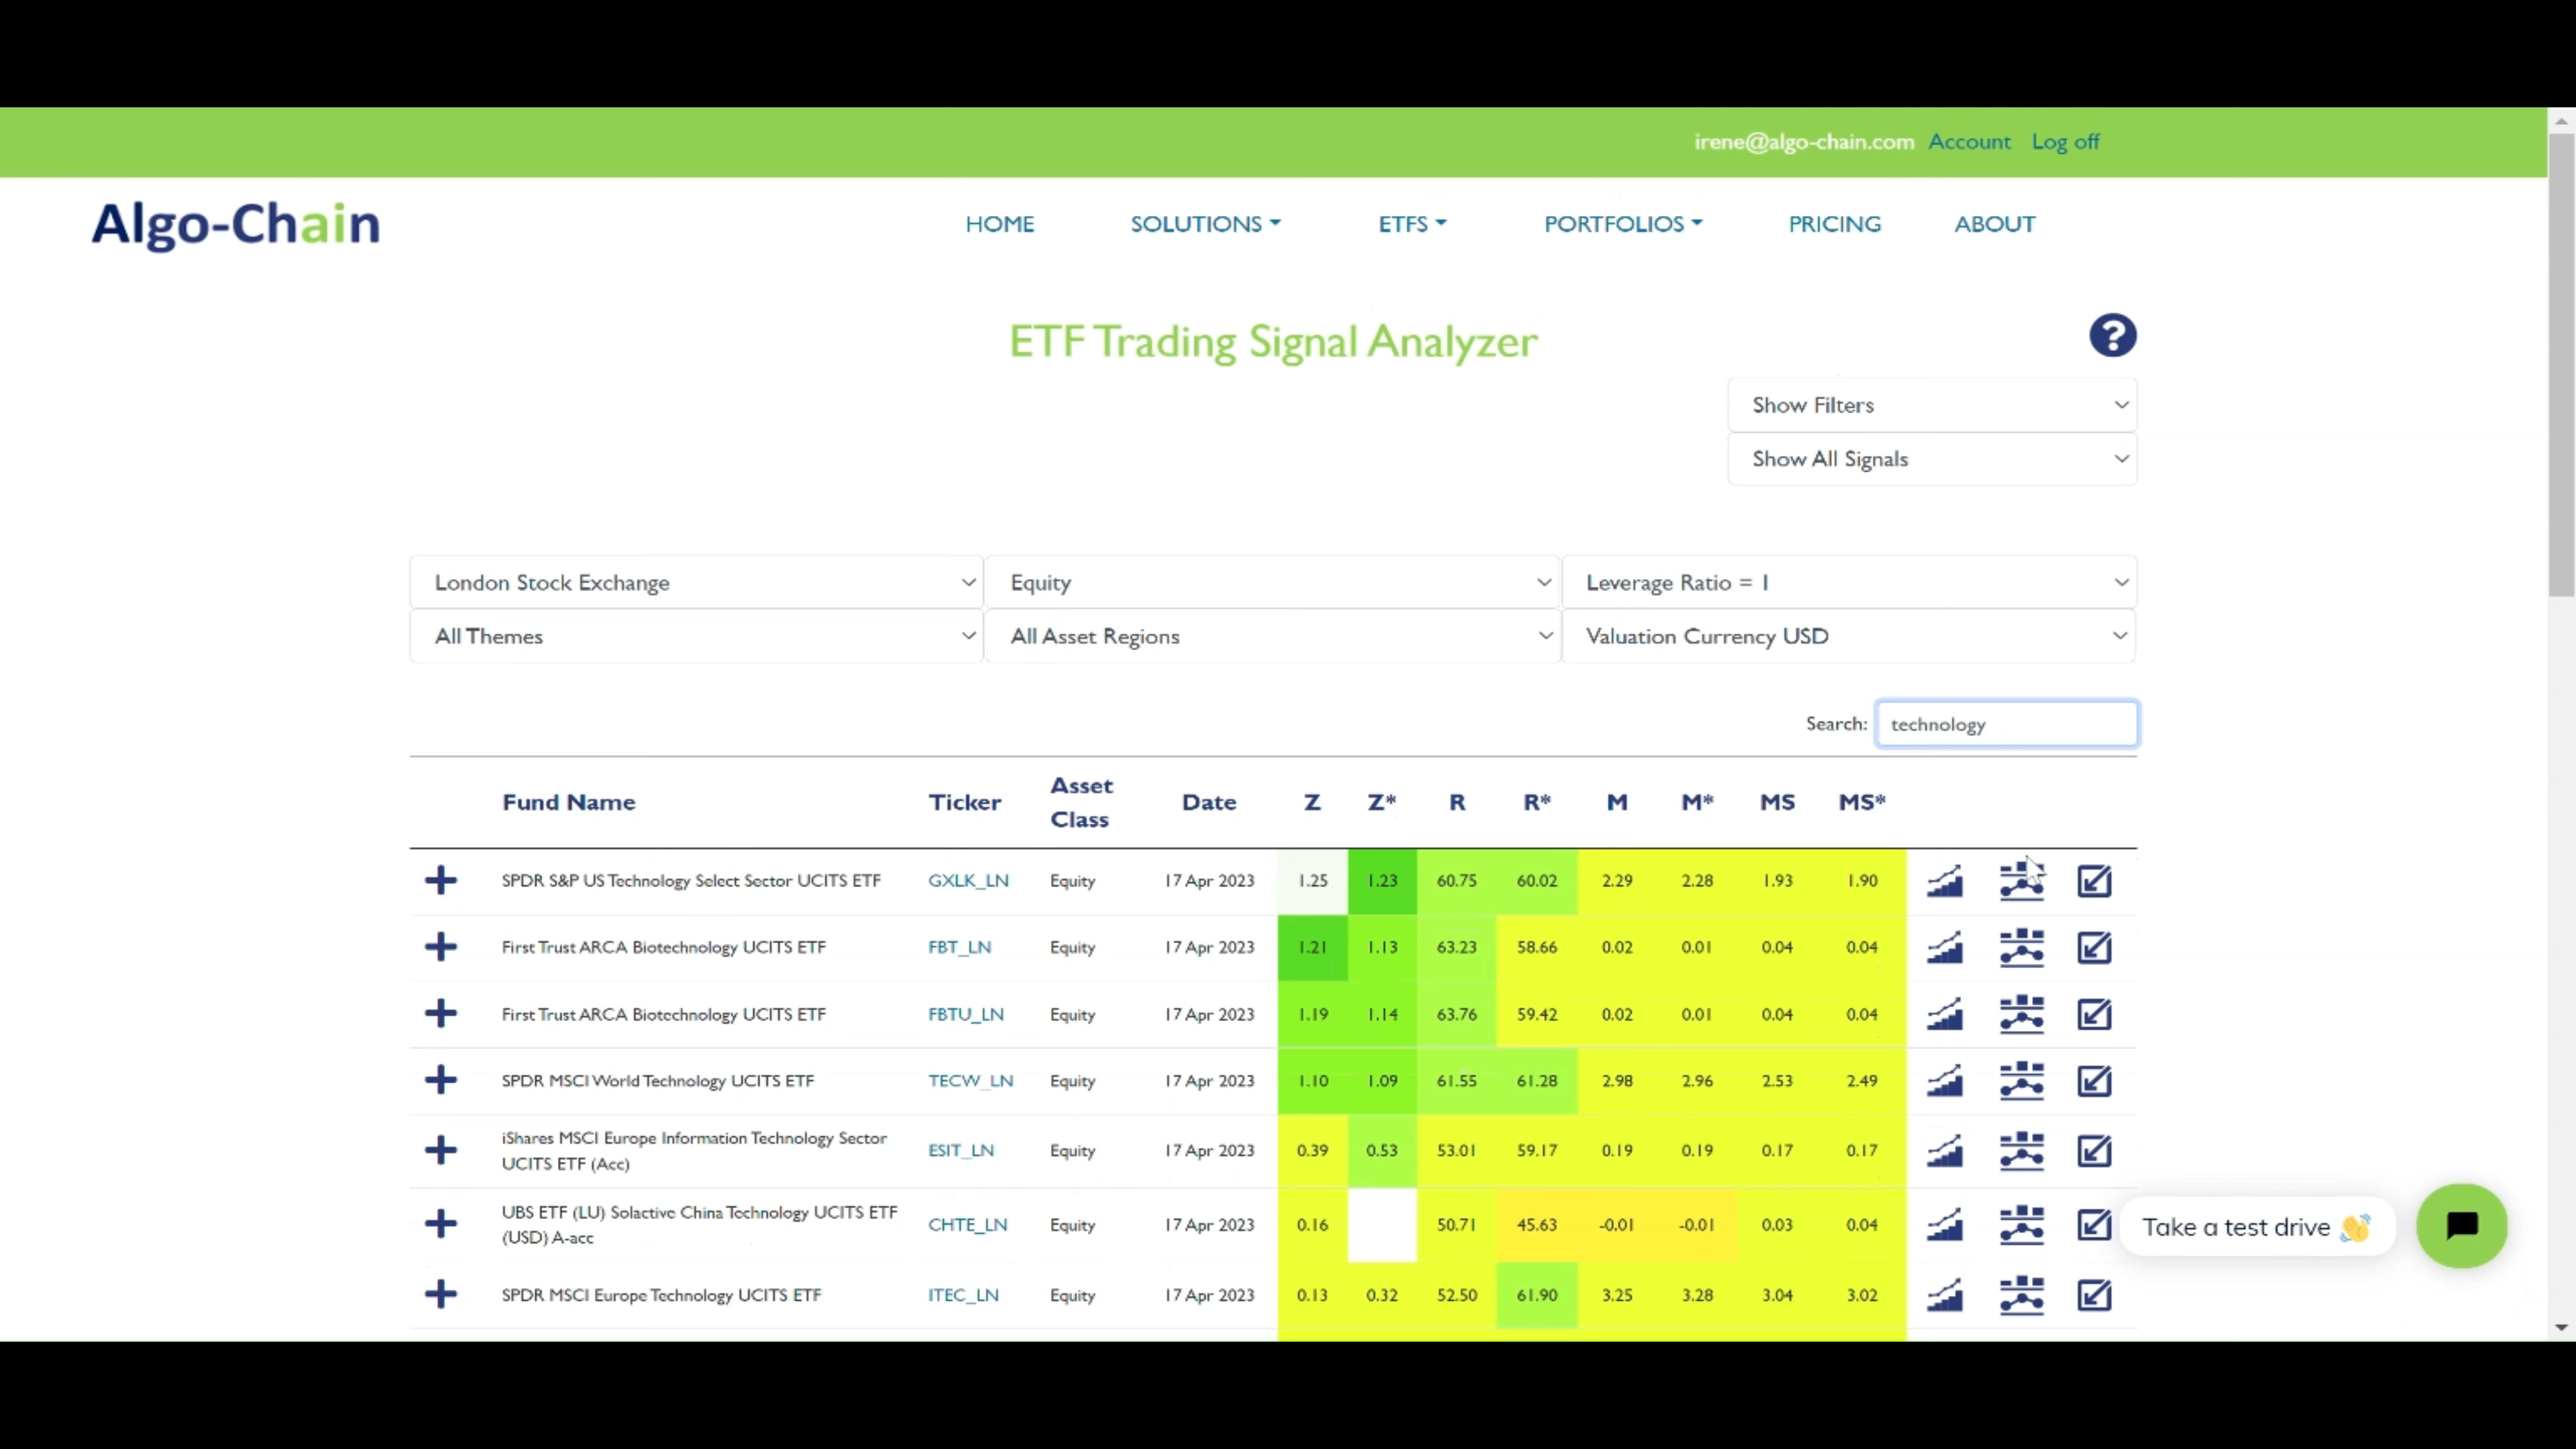 irene@algo-chain.com Account Log off
Algo-Chain
HOME SOLUTIONS ETFS PORTFOLIOS PRICING ABOUT
ETF Trading Signal Analyzer
?
Show Filters
Show All Signals
London Stock Exchange Equity Leverage Ratio = 1
All Themes All Asset Regions Valuation Currency USD
Search: technology
Fund Name Ticker Asset Class Date Z Z* R R* M M* MS MS*
SPDR S&P US Technology Select Sector UCITS ETF GXLK_LN Equity 17 Apr 2023 1.25 1.23 60.75 60.02 2.29 2.28 1.93 1.90
First Trust ARCA Biotechnology UCITS ETF FBT_LN Equity 17 Apr 2023 1.21 1.13 63.23 58.66 0.02 0.01 0.04 0.04
First Trust ARCA Biotechnology UCITS ETF FBTU_LN Equity 17 Apr 2023 1.19 1.14 63.76 59.42 0.02 0.01 0.04 0.04
SPDR MSCI World Technology UCITS ETF TECW_LN Equity 17 Apr 2023 1.10 1.09 61.55 61.28 2.98 2.96 2.53 2.49
iShares MSCI Europe Information Technology Sector
UCITS ETF (Acc) ESIT_LN Equity 17 Apr 2023 0.39 0.53 53.01 59.17 0.19 0.19 0.17 0.17
UBS ETF (LU) Solactive China Technology UCITS ETF
(USD) A-acc CHTE_LN Equity 17 Apr 2023 0.16 50.71 45.63 -0.01 -0.01 0.03 0.04
Take a test drive 👋
SPDR MSCI Europe Technology UCITS ETF ITEC_LN Equity 17 Apr 2023 0.13 0.32 52.50 61.90 3.25 3.28 3.04 3.02